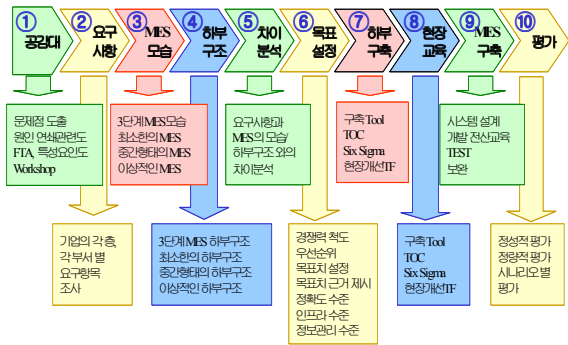 ① 공감대
② 요구
사항
③ MES
모습
④ 하부
구조
⑤ 차이
분석
⑥ 목표
설정
⑦ 하부
구축
⑧ 현장
교육
⑨ MES
구축
⑩ 평가
문제점 도출
원인 연쇄관련도
FTA, 특성요인도
Workshop
3단계 MES모습
최소한의 MES
중간형태의 MES
이상적인 MES
요구사항과
MES의 모습/
하부구조 외의
차이분석
구축 Tool
TOC
Six Sigma
현장개선TF
시스템 설계
개발 전산교육
TEST
보완
기업의 각 층,
각 부서 별
요구항목
조사
3단계 MES 하부구조
최소한의 하부구조
중간형태의 하부구조
이상적인 하부구조
경쟁력 척도
우선순위
목표치 설정
목표치 근거 제시
정확도 수준
인프라 수준
정보관리 수준
구축 Tool
TOC
Six Sigma
현장개선TF
정성적 평가
정량적 평가
시나리오 별
평가